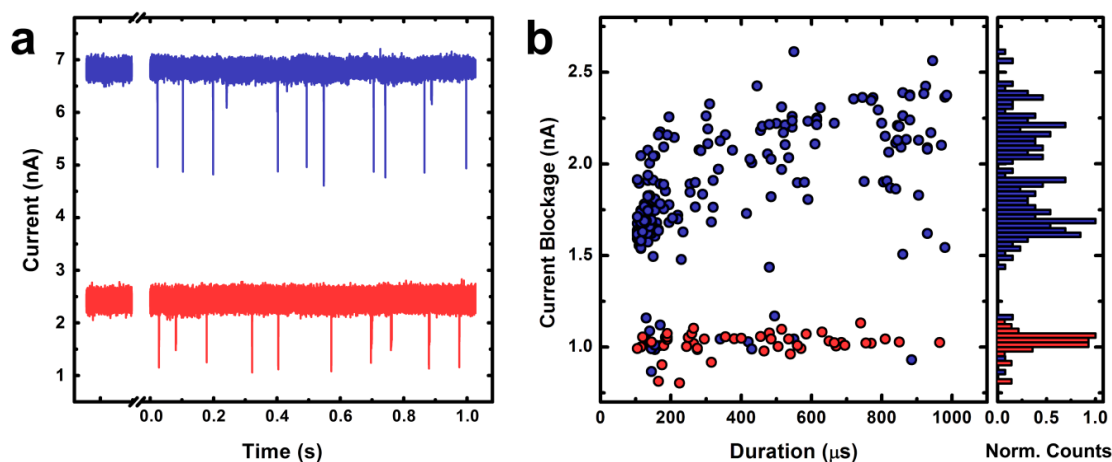 a
Current (nA)
7
6
5
4
3
2
1
0.0 0.2 0.4 0.6 0.8 1.0
Time (s)
b
Current Blockage (nA)
2.5
2.0
1.5
1.0
0 200 400 600 800 1000
Duration (μs)
0.0 0.5 1.0
Norm. Counts